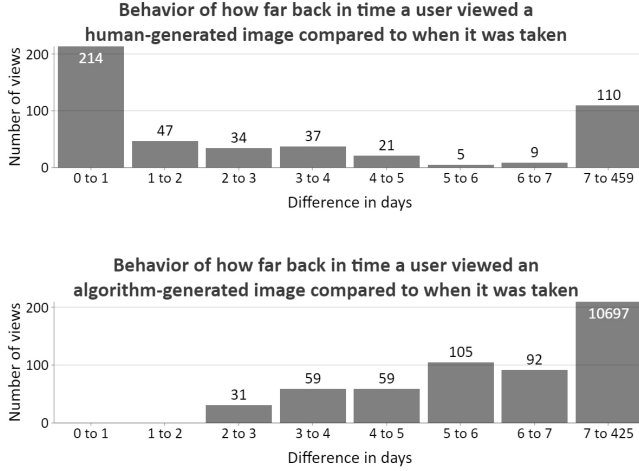 Behavior of how far back in time a user viewed a
human-generated image compared to when it was taken
Number of views
200
100
0
214
47
34
37
21
5
9
110
0 to 1
1 to 2
2 to 3
3 to 4
4 to 5
5 to 6
6 to 7
7 to 459
Difference in days
Behavior of how far back in time a user viewed an
algorithm-generated image compared to when it was taken
Number of views
200
100
0
31
59
59
105
92
10697
0 to 1
1 to 2
2 to 3
3 to 4
4 to 5
5 to 6
6 to 7
7 to 425
Difference in days